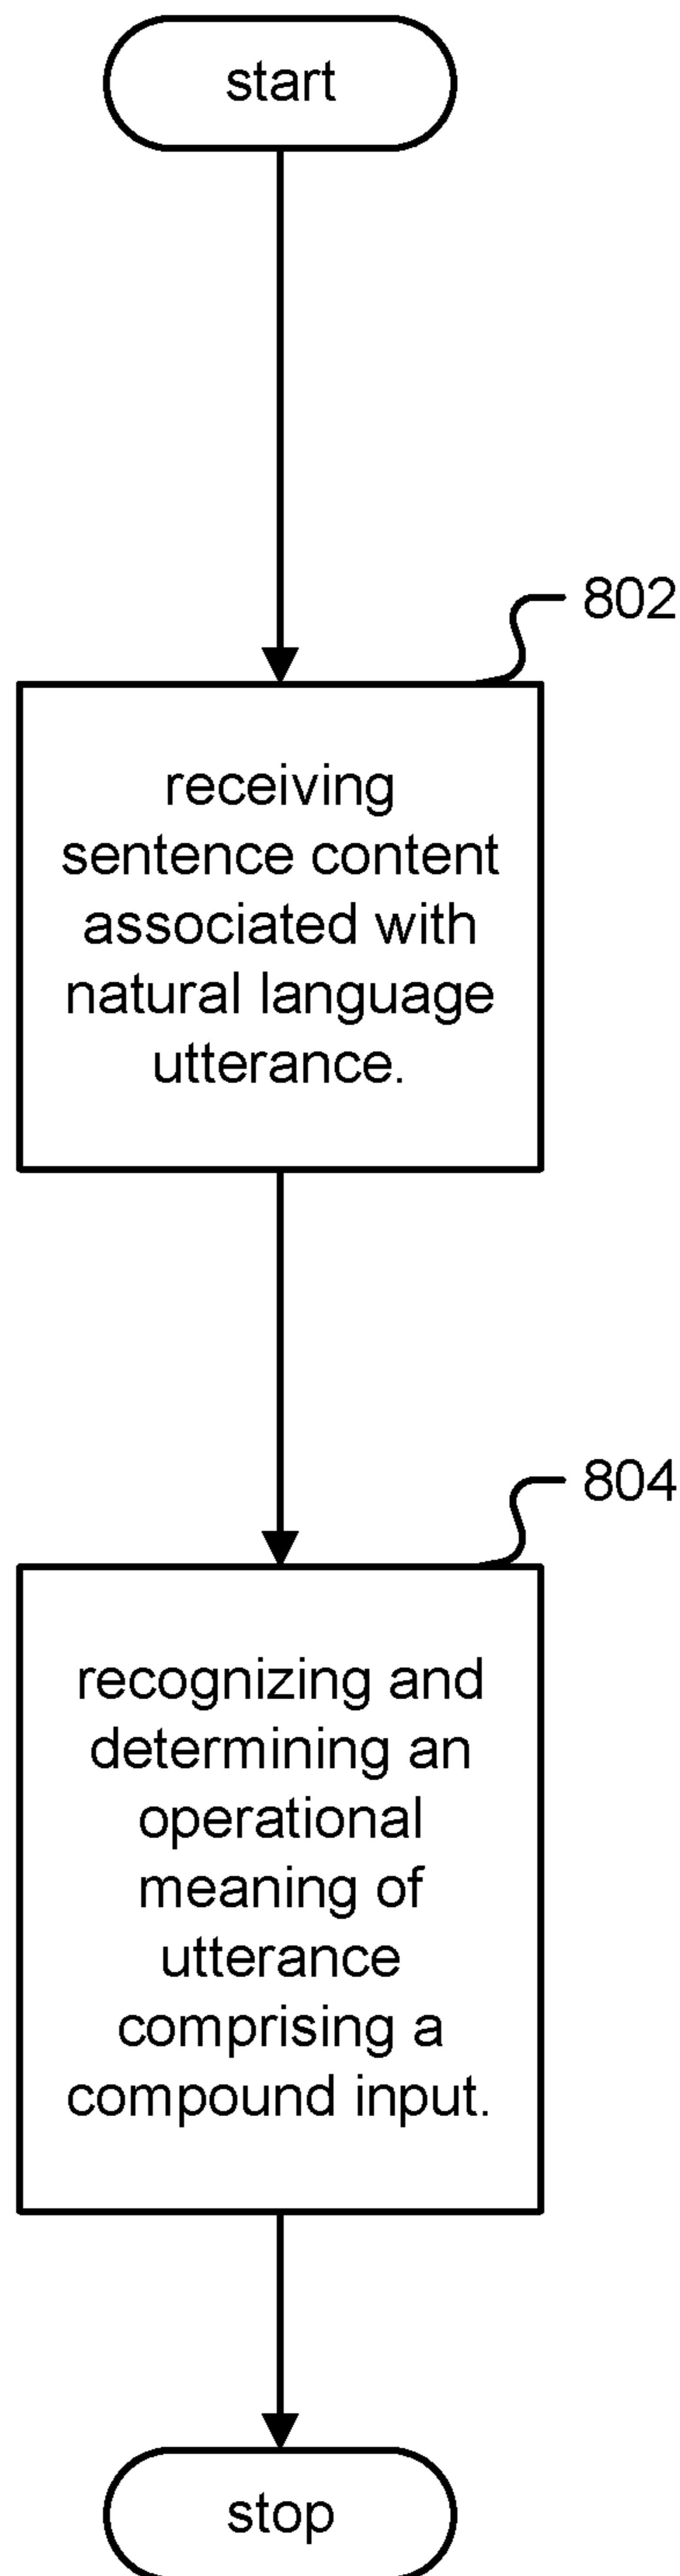 start
802
receiving
sentence content
associated with
natural language
utterance.
804
recognizing and
determining an
operational
meaning of
utterance
comprising a
compound input.
stop